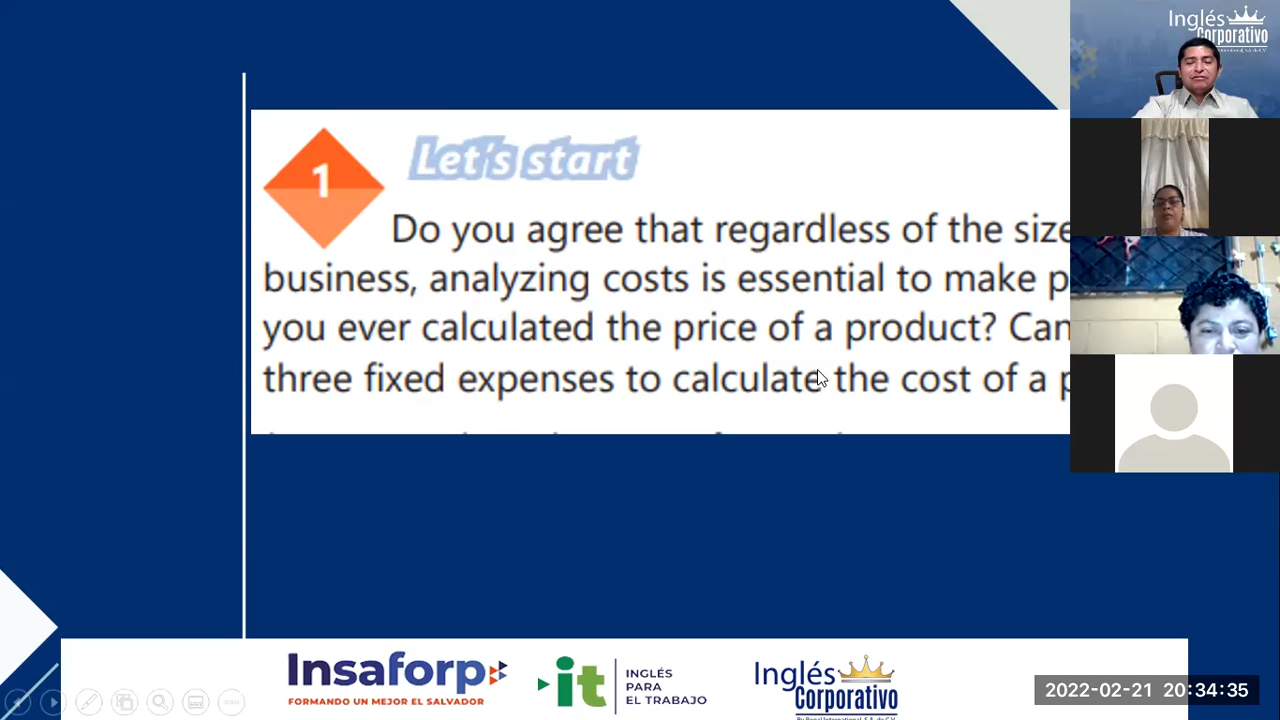 Inglés
Corporativo
1
Let's start
Do you agree that regardless of the size
business, analyzing costs is essential to make p
you ever calculated the price of a product? Can
three fixed expenses to calculate the cost of a p
Insaforp
FORMANDO UN MEJOR EL SALVADOR
it
INGLÉS
PARA
EL TRABAJO
Inglés
Corporativo
2022-02-21 20:34:35